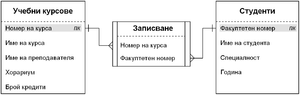 Учебни курсове
Номер на курса ПК
Име на курса
Име на преподавателя
Хорариум
Брой кредити
Записване
Номер на курса
Факултетен номер
Студенти
Факултетен номер ПК
Име на студента
Специалност
Година